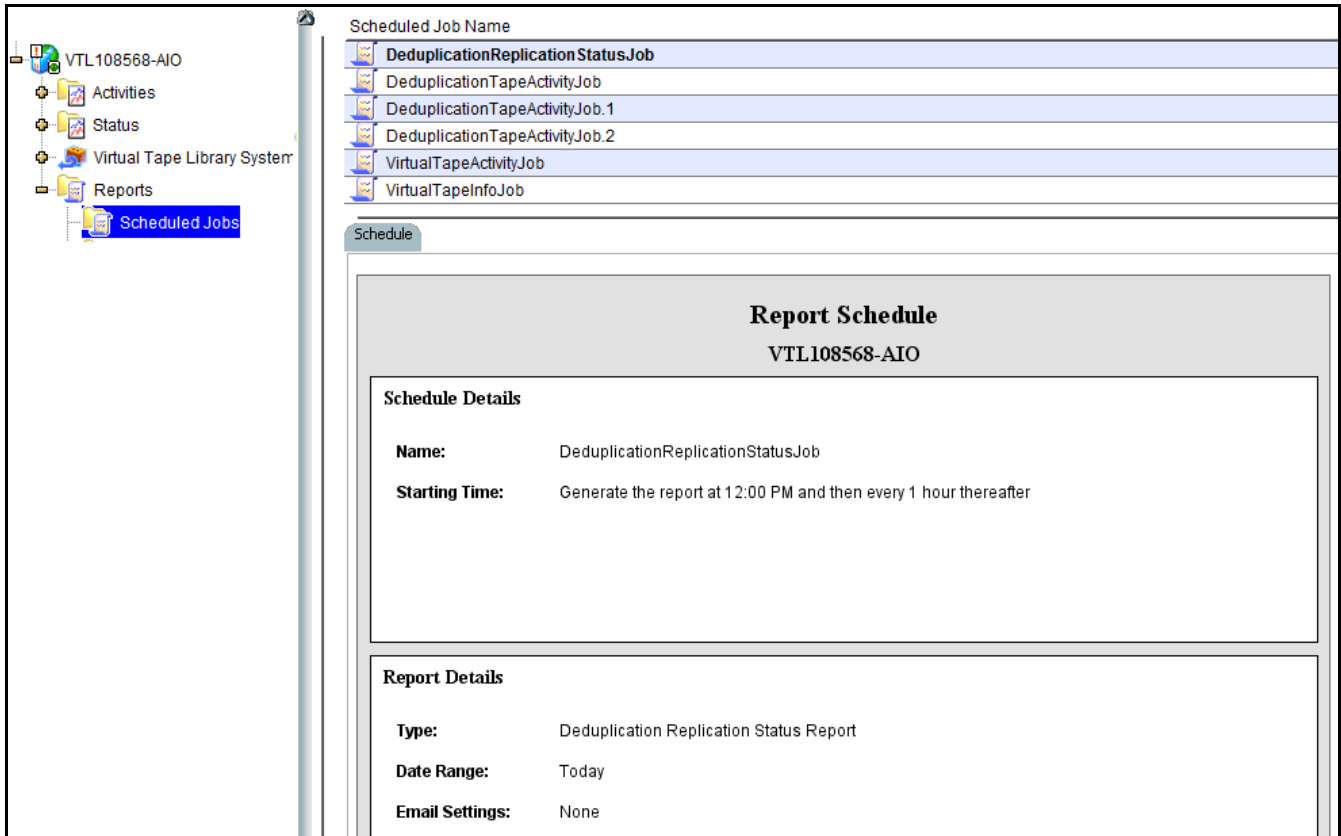 VTL108568-AIO
Activities
Status
Virtual Tape Library System
Reports
Scheduled Jobs
Scheduled Job Name
DeduplicationReplicationStatusJob
DeduplicationTapeActivityJob
DeduplicationTapeActivityJob.1
DeduplicationTapeActivityJob.2
VirtualTapeActivityJob
VirtualTapeInfoJob
Schedule
Report Schedule
VTL108568-AIO
Schedule Details
Name: DeduplicationReplicationStatusJob
Starting Time: Generate the report at 12:00 PM and then every 1 hour thereafter
Report Details
Type: Deduplication Replication Status Report
Date Range: Today
Email Settings: None